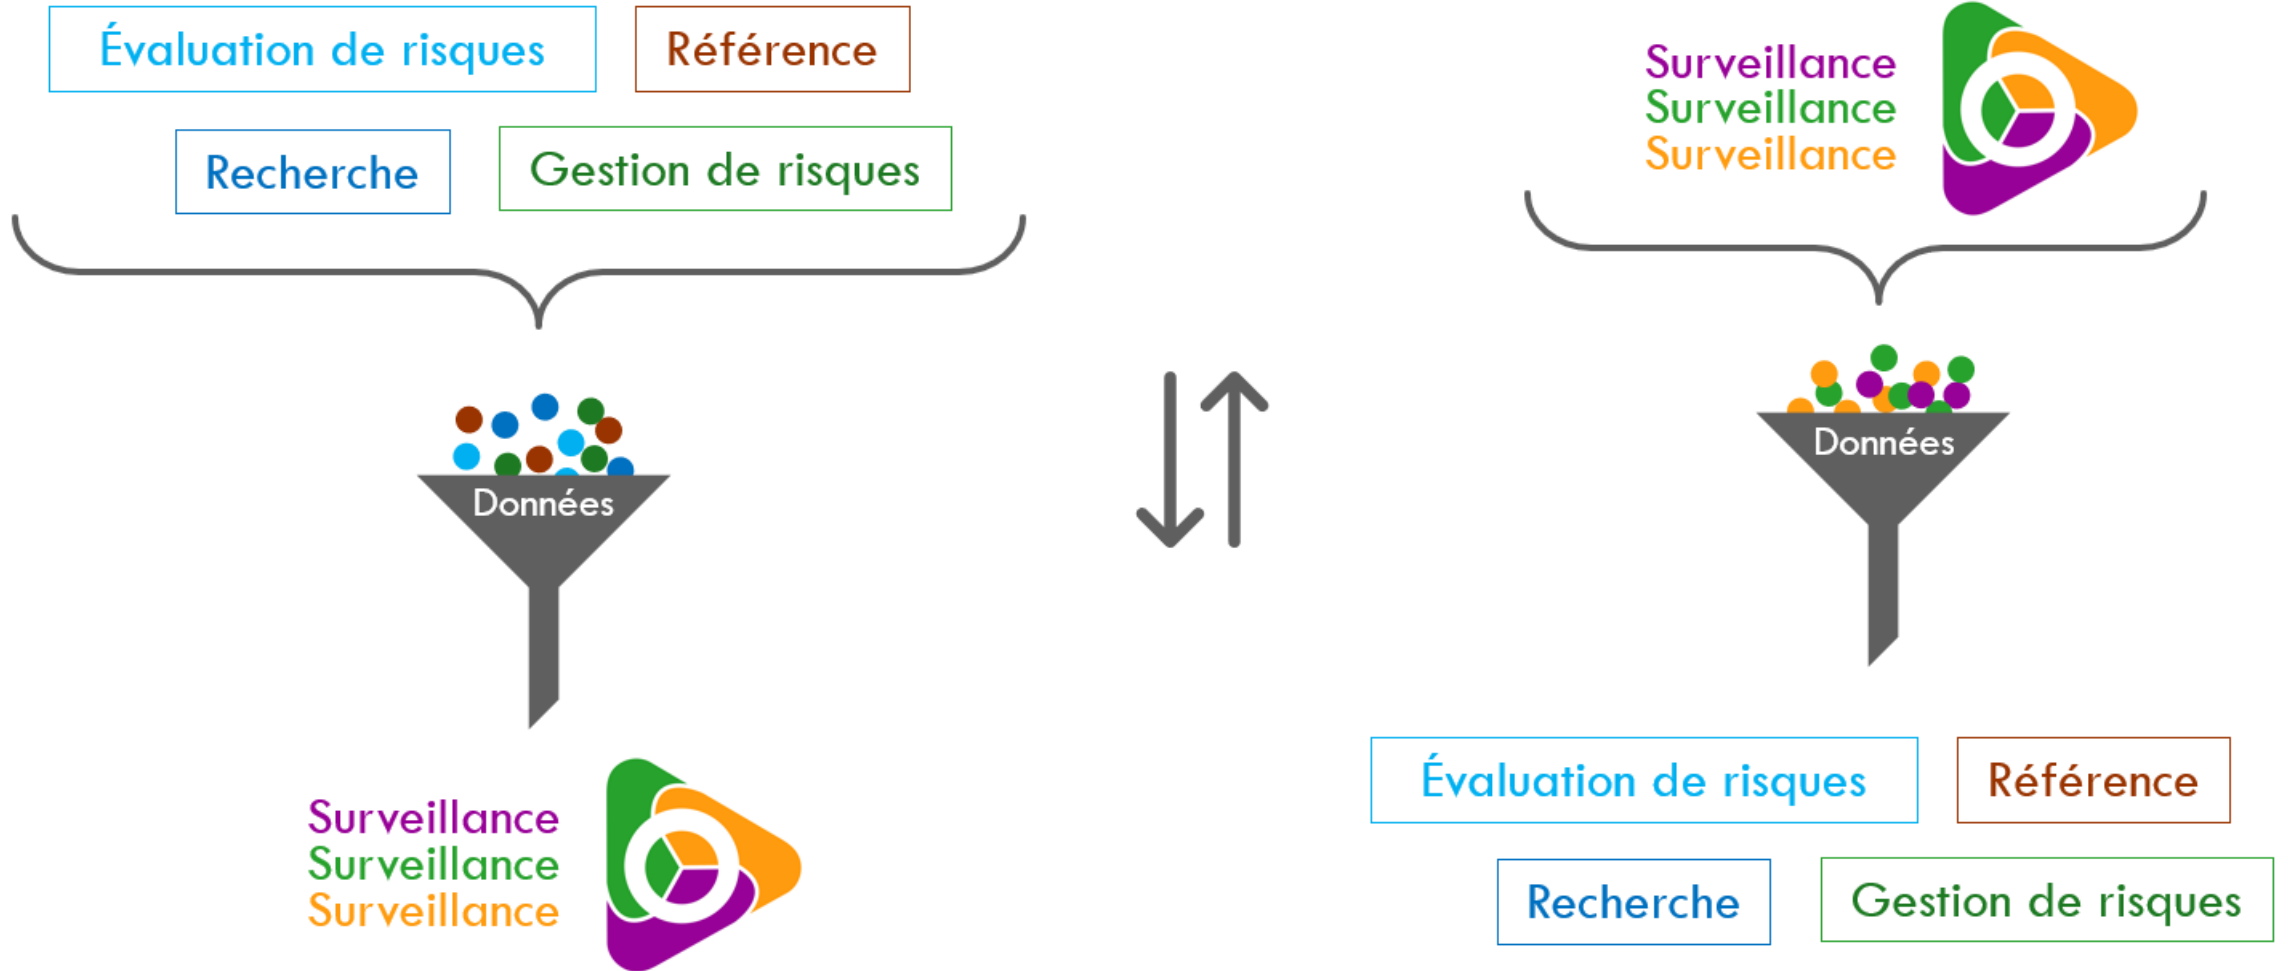 Évaluation de risques
Référence
Recherche
Gestion de risques
Données
Surveillance
Surveillance
Surveillance
Surveillance
Surveillance
Surveillance
Données
Évaluation de risques
Référence
Recherche
Gestion de risques